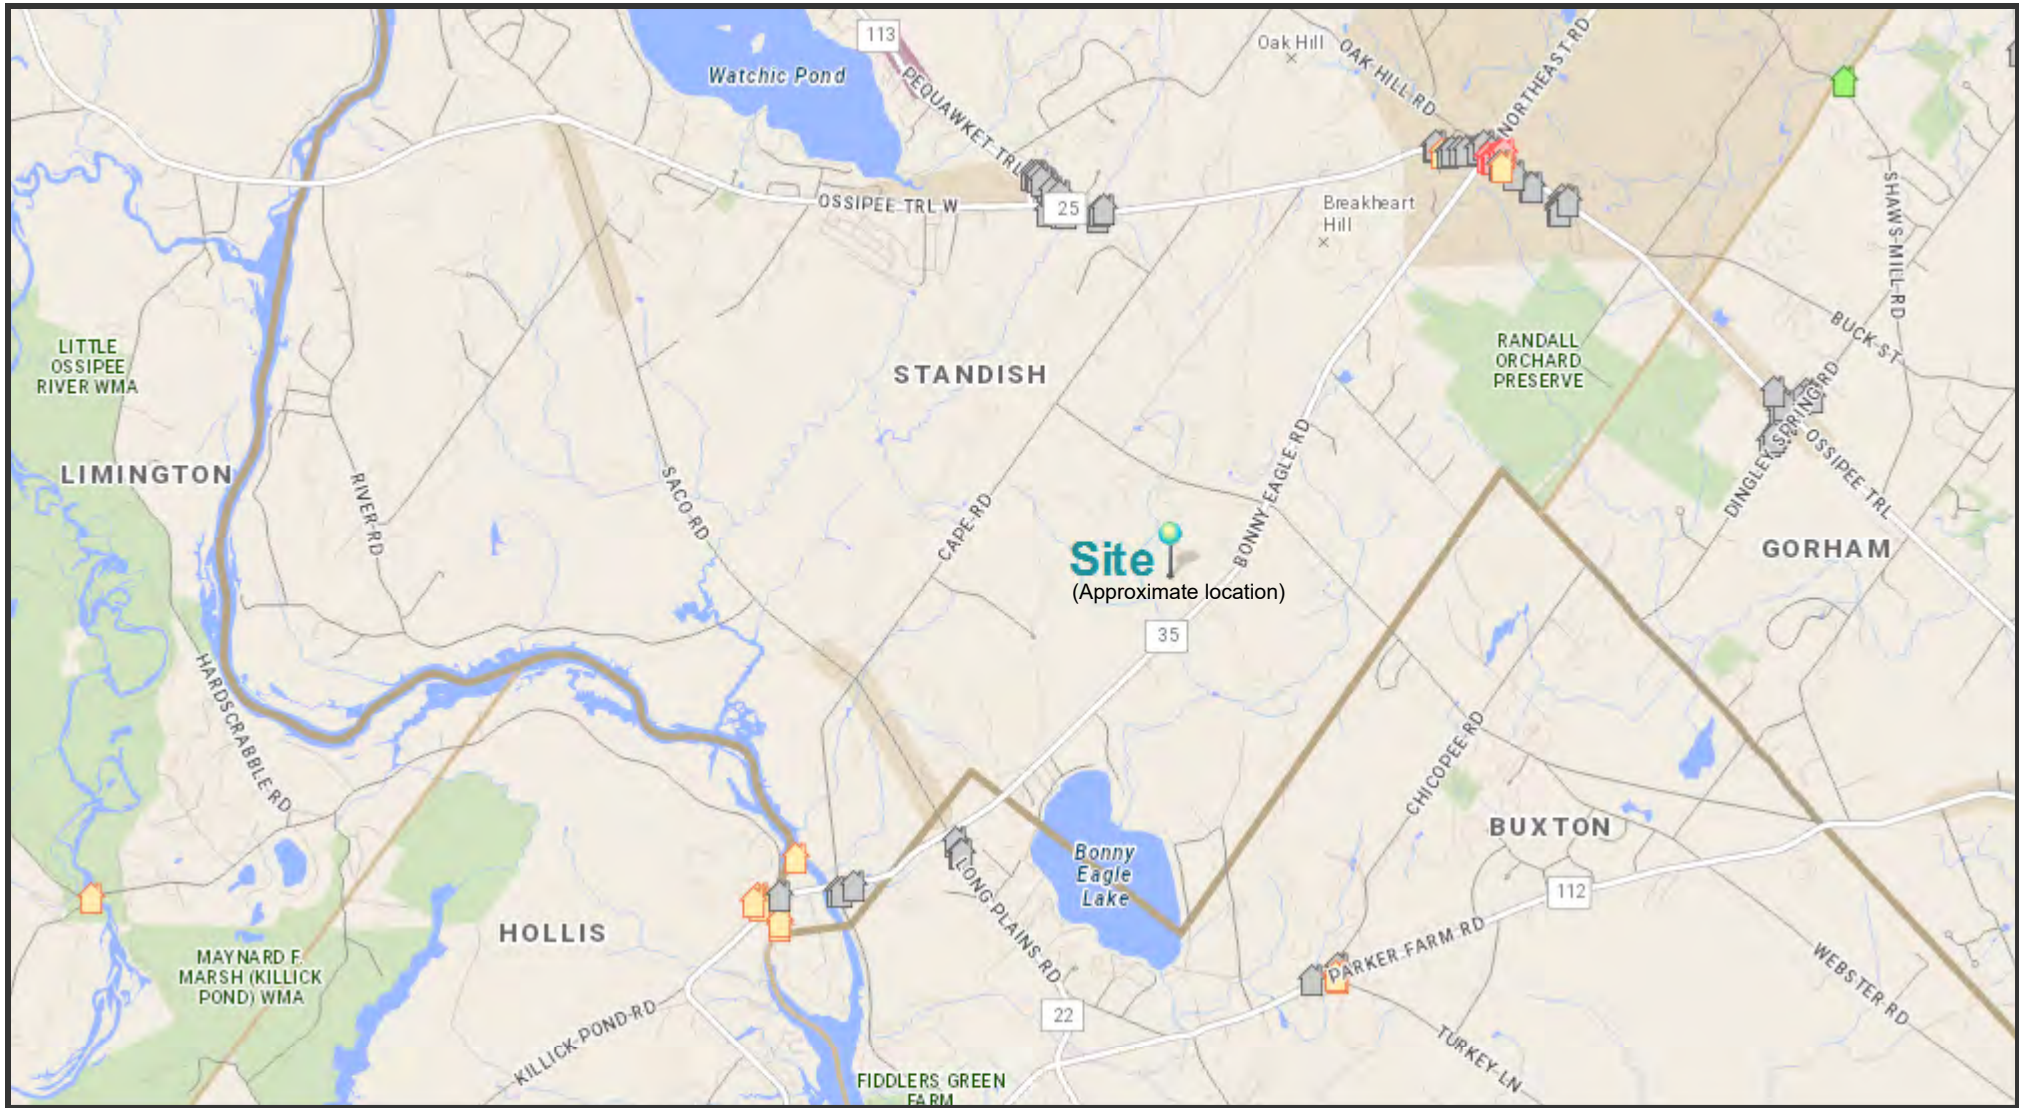 113
Watchic Pond
PEQUAWKET TRL
Oak Hill
OAK HILL RD
NORTHEAST RD
OSSIPEE TRL W
25
Breakheart
Hill
SHAWS MILL RD
BUCK ST
LITTLE
OSSIPEE
RIVER WMA
STANDISH
RANDALL
ORCHARD
PRESERVE
LIMINGTON
RIVER RD
SACO RD
CAPE RD
BONNY EAGLE RD
DINGLEY SPRING RD
OSSIPEE TRL
GORHAM
Site
(Approximate location)
35
HARDSCRABBLE RD
CHICOPEE RD
BUXTON
Bonny
Eagle
Lake
LONG PLAINS RD
112
HOLLIS
PARKER FARM RD
WEBSTER RD
MAYNARD F.
MARSH (KILLICK
POND) WMA
KILLICK POND RD
22
TURKEY LN
FIDDLERS GREEN
FARM